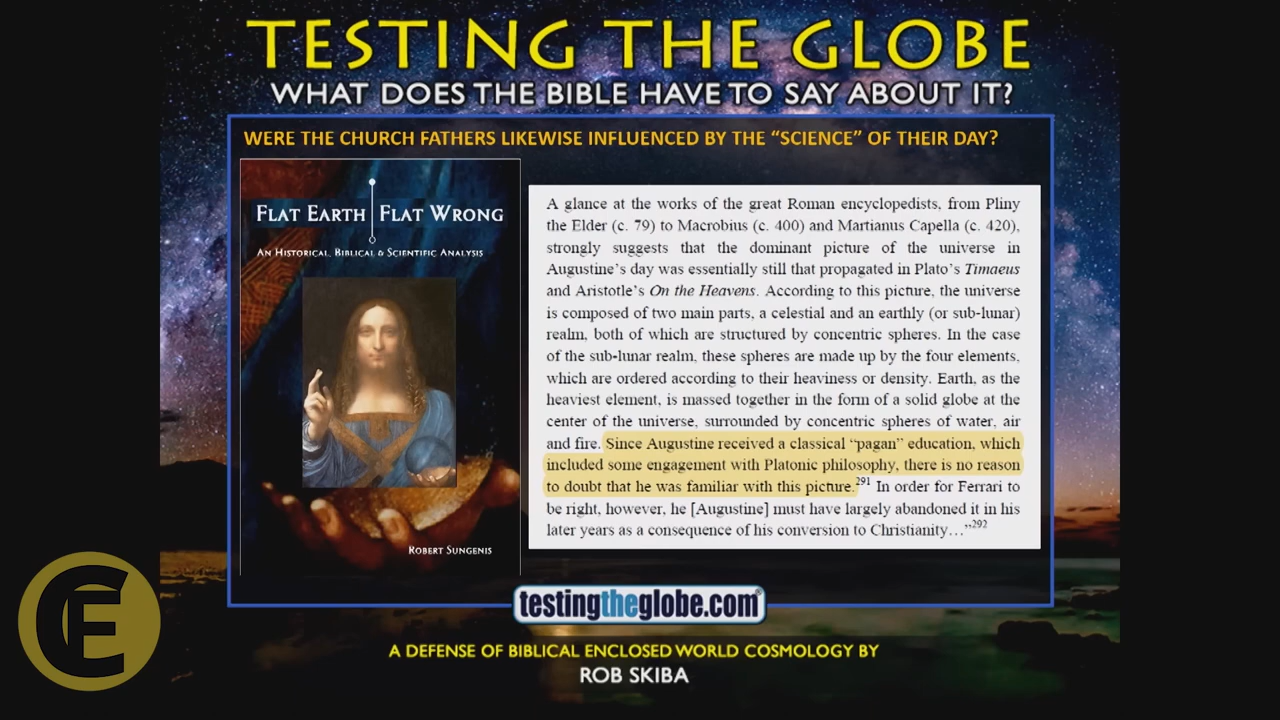 TESTING THE GLOBE
WHAT DOES THE BIBLE HAVE TO SAY ABOUT IT?
WERE THE CHURCH FATHERS LIKEWISE INFLUENCED BY THE “SCIENCE” OF THEIR DAY?
FLAT EARTH FLAT WRONG
AN HISTORICAL, BIBLICAL & SCIENTIFIC ANALYSIS
ROBERT SUNGENIS
A glance at the works of the great Roman encyclopedists, from Pliny
the Elder (c. 79) to Macrobius (c. 400) and Martianus Capella (c. 420),
strongly suggests that the dominant picture of the universe in
Augustine’s day was essentially still that propagated in Plato’s Timaeus
and Aristotle’s On the Heavens. According to this picture, the universe
is composed of two main parts, a celestial and an earthly (or sub-lunar)
realm, both of which are structured by concentric spheres. In the case
of the sub-lunar realm, these spheres are made up by the four elements,
which are ordered according to their heaviness or density. Earth, as the
heaviest element, is massed together in the form of a solid globe at the
center of the universe, surrounded by concentric spheres of water, air
and fire. Since Augustine received a classical “pagan” education, which
included some engagement with Platonic philosophy, there is no reason
to doubt that he was familiar with this picture.291 In order for Ferrari to
be right, however, he [Augustine] must have largely abandoned it in his
later years as a consequence of his conversion to Christianity…”292
testingtheglobe.com
A DEFENSE OF BIBLICAL ENCLOSED WORLD COSMOLOGY BY
ROB SKIBA
CE